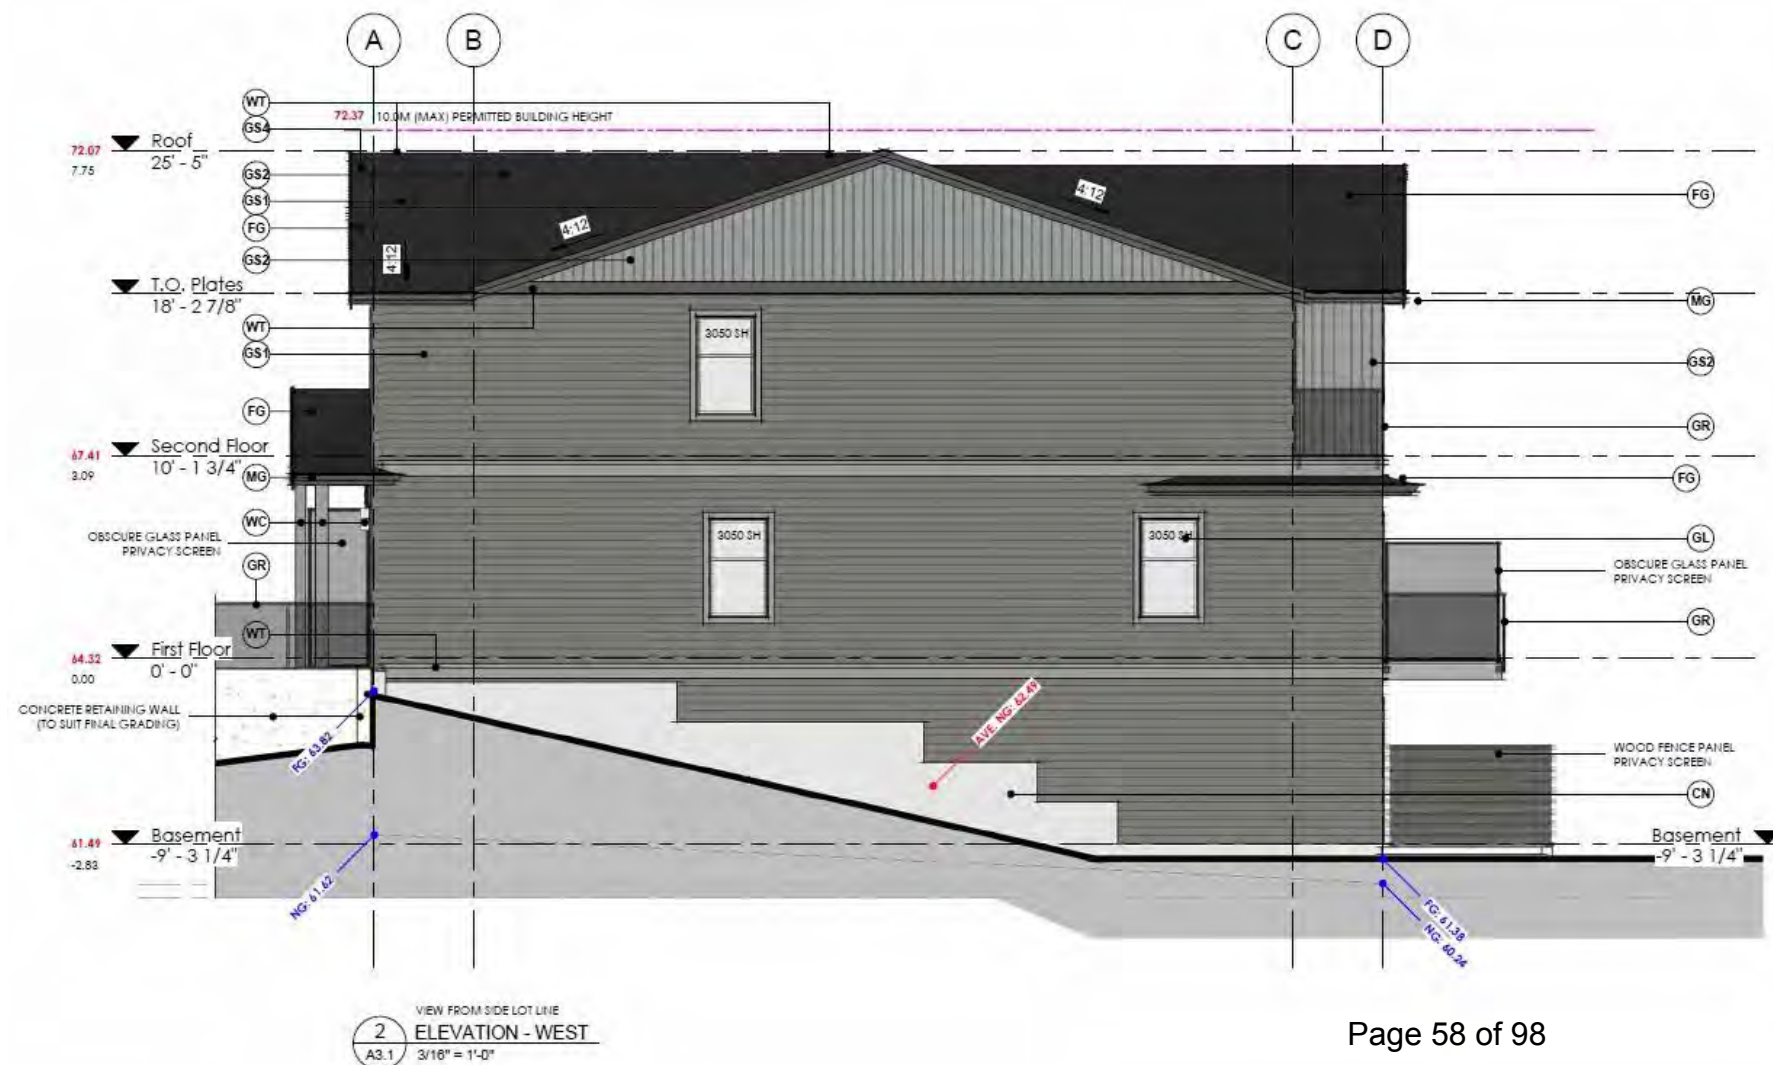 A
B
C
D
WT
72.37 10.0M (MAX) PERMITTED BUILDING HEIGHT
GS4
72.07 Roof
7.75 25' - 5"
GS2
GS1
FG
GS2
4:12
4:12
4:12
FG
T.O. Plates
18' - 2 7/8"
MG
WT
GS1
3050 SH
GS2
FG
GR
67.41 Second Floor
3.09 10' - 1 3/4"
MG
FG
WC
OBSCURE GLASS PANEL
PRIVACY SCREEN
3050 SH
3050 SH
GL
GR
OBSCURE GLASS PANEL
PRIVACY SCREEN
WT
GR
64.32 First Floor
0.00 0' - 0"
CONCRETE RETAINING WALL
(TO SUIT FINAL GRADING)
FG: 63.82
AVE. NG: 62.49
WOOD FENCE PANEL
PRIVACY SCREEN
CN
61.49 Basement
-2.83 -9' - 3 1/4"
Basement
-9' - 3 1/4"
NG: 61.62
FG: 61.38
NG: 60.24
VIEW FROM SIDE LOT LINE
2 ELEVATION - WEST
A3.1 3/16" = 1'-0"
Page 58 of 98